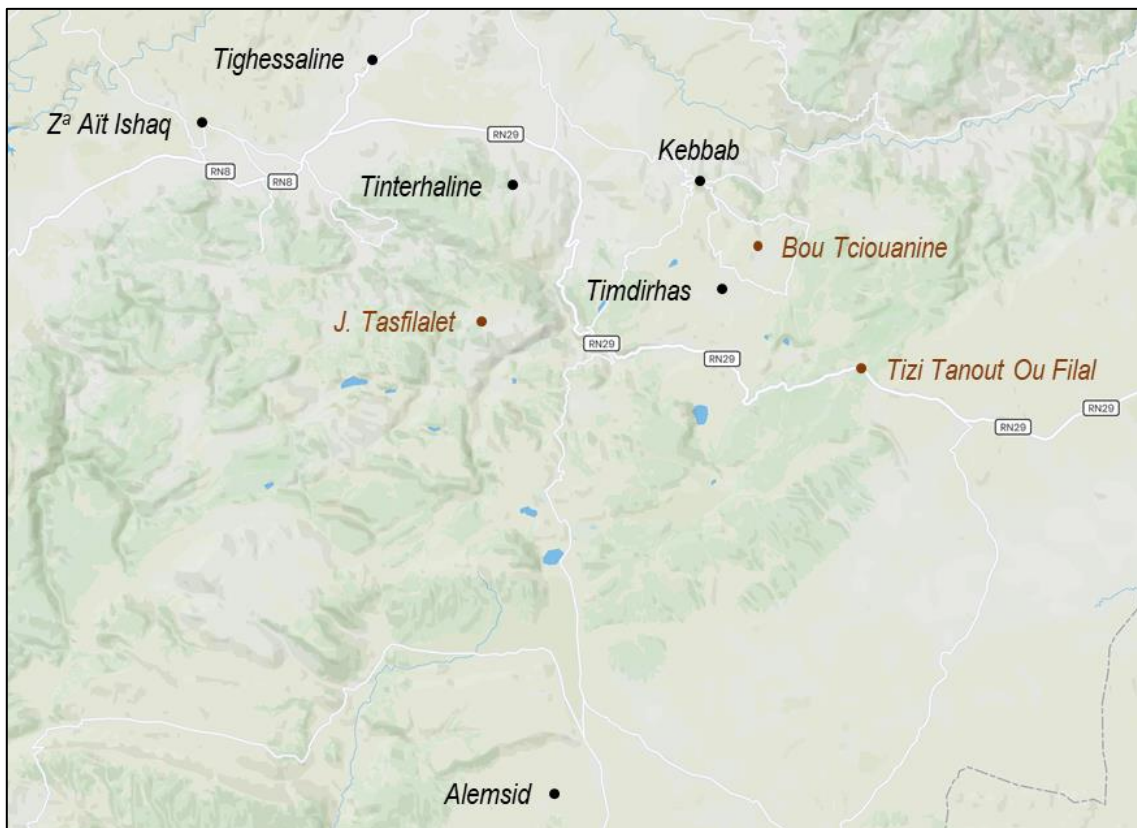 Tighessaline
Zª Aït Ishaq
RN29
Kebbab
RN8
RN8
Tinterhaline
Bou Tciouanine
Timdirhas
J. Tasfilalet
RN29
RN29
Tizi Tanout Ou Filal
RN29
RN29
Alemsid